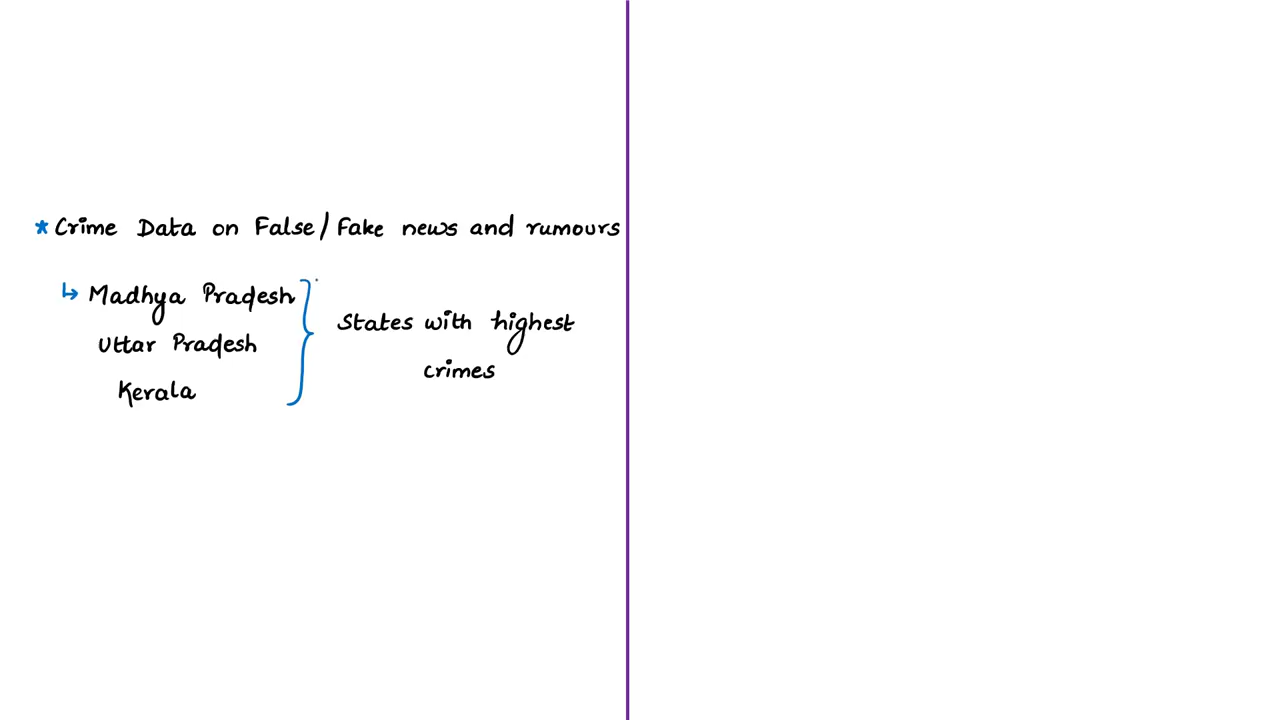 * Crime Data on False/Fake news and rumours
↳ Madhya Pradesh
Uttar Pradesh
Kerala
States with highest
crimes